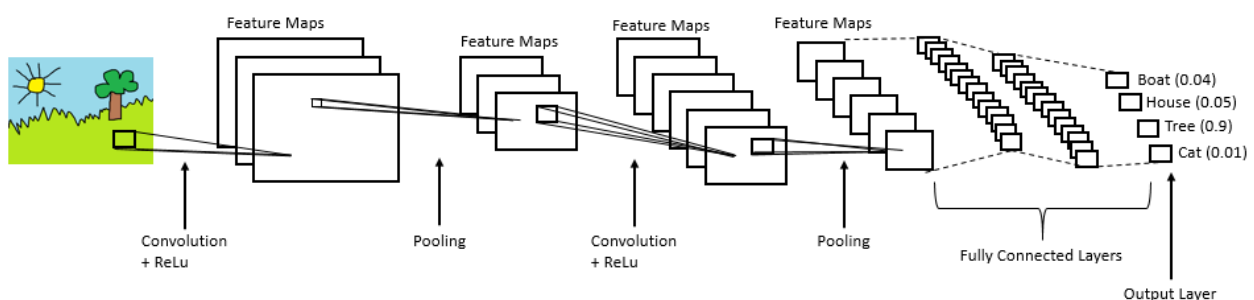 Feature Maps
Feature Maps
Feature Maps
Feature Maps
Boat (0.04)
House (0.05)
Tree (0.9)
Cat (0.01)
Convolution
+ ReLu
Pooling
Convolution
+ ReLu
Pooling
Fully Connected Layers
Output Layer